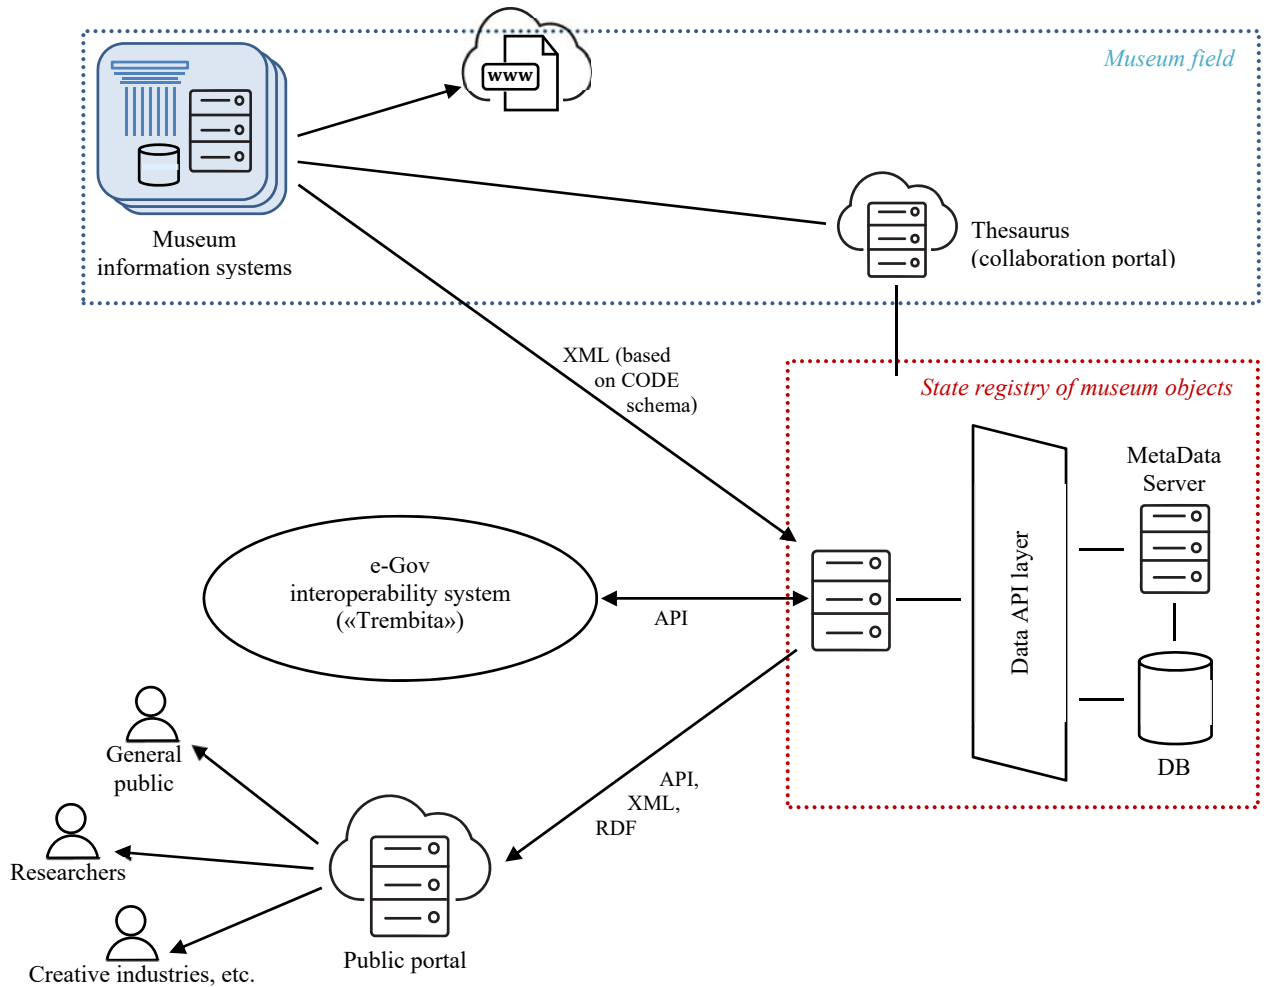 Museum field
www
Museum
information systems
Thesaurus
(collaboration portal)
XML (based
on CODE
schema)
State registry of museum objects
MetaData
Server
Data API layer
e-Gov
interoperability system
(«Trembita»)
API
DB
General
public
API,
XML,
RDF
Researchers
Public portal
Creative industries, etc.